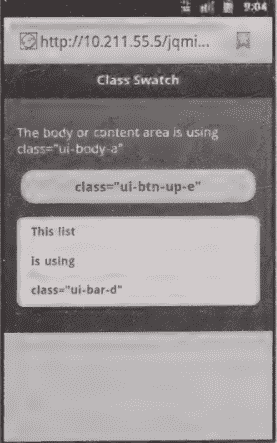 9:04
http://10.211.55.5/jqmi...
Class Swatch
The body or content area is using
class="ui-body-a"
class="ui-btn-up-e"
This list
is using
class="ui-bar-d"